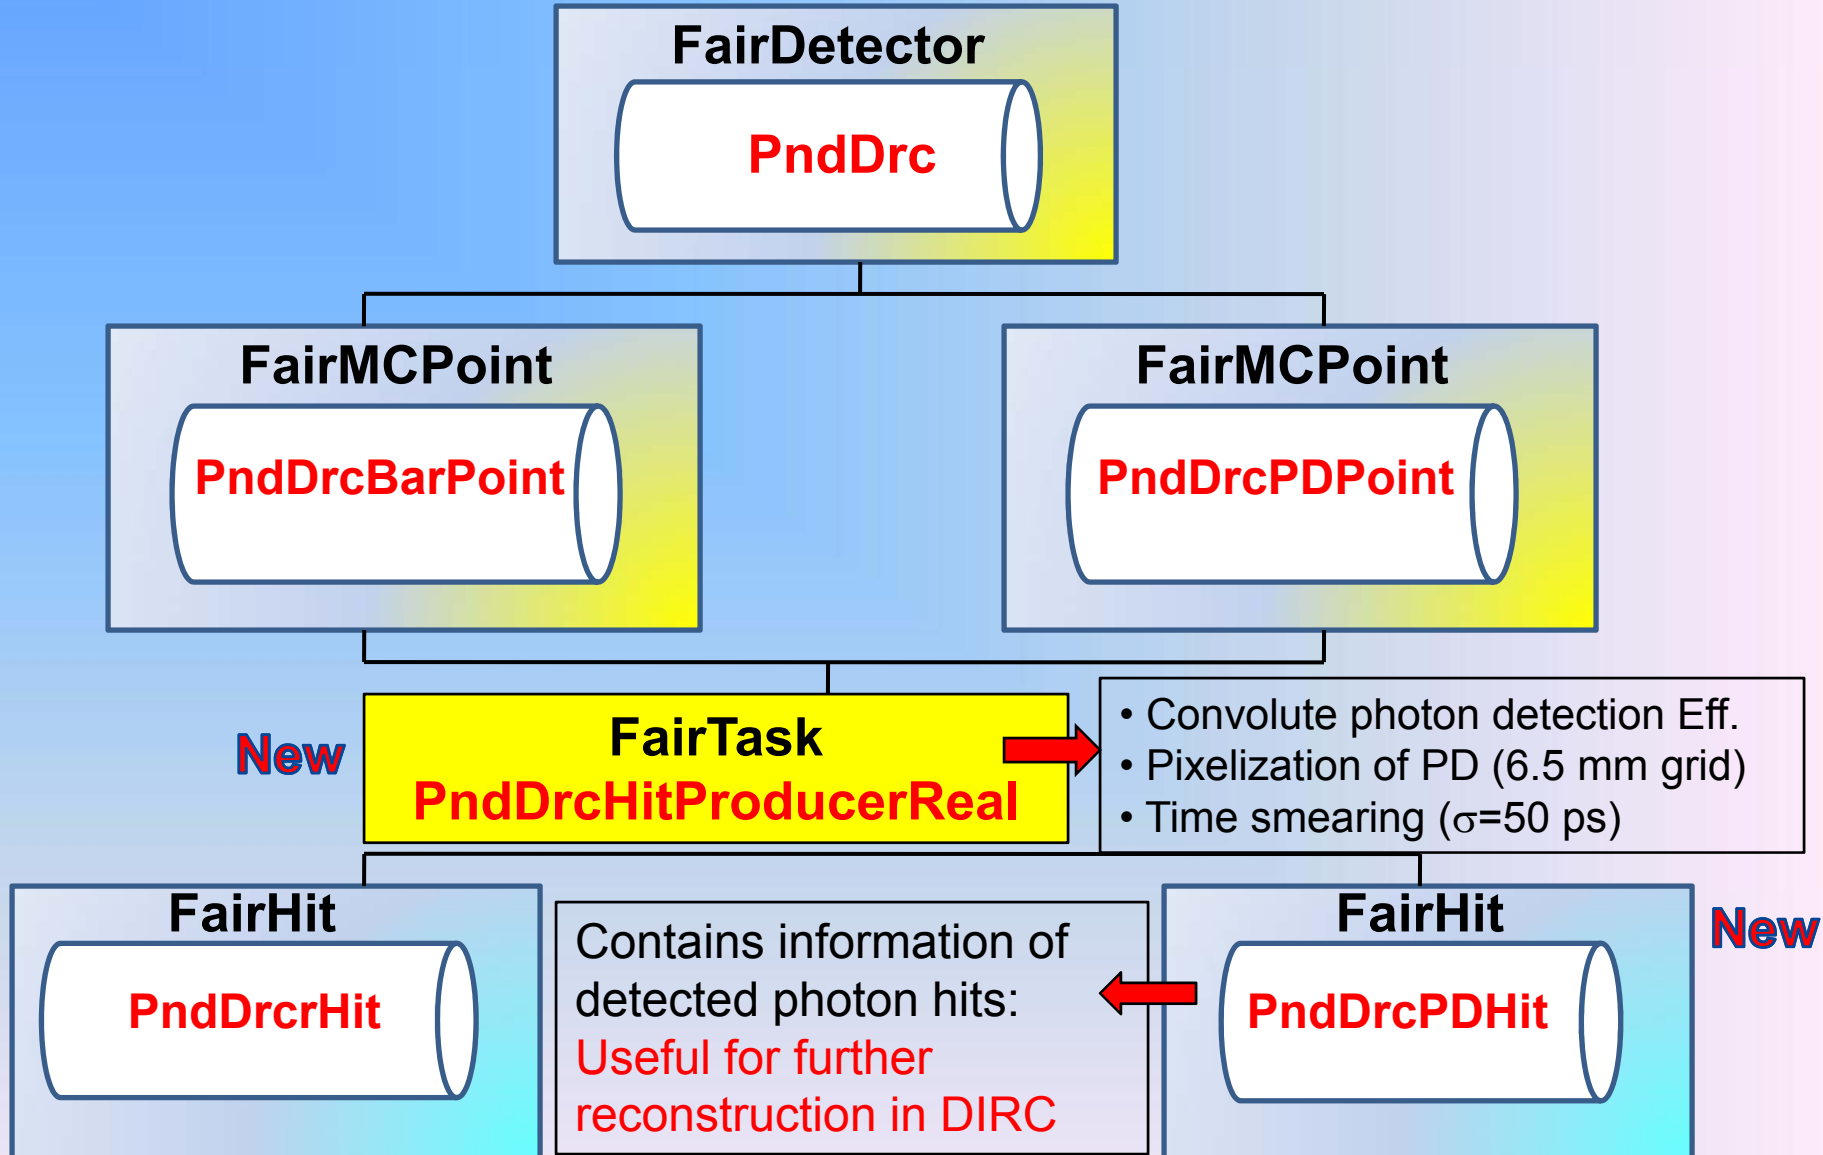 FairDetector
PndDrc
FairMCPoint
PndDrcBarPoint
FairMCPoint
PndDrcPDPoint
New
FairTask
PndDrcHitProducerReal
• Convolute photon detection Eff.
• Pixelization of PD (6.5 mm grid)
• Time smearing (σ=50 ps)
FairHit
PndDrcrHit
Contains information of
detected photon hits:
Useful for further
reconstruction in DIRC
FairHit
PndDrcPDHit
New